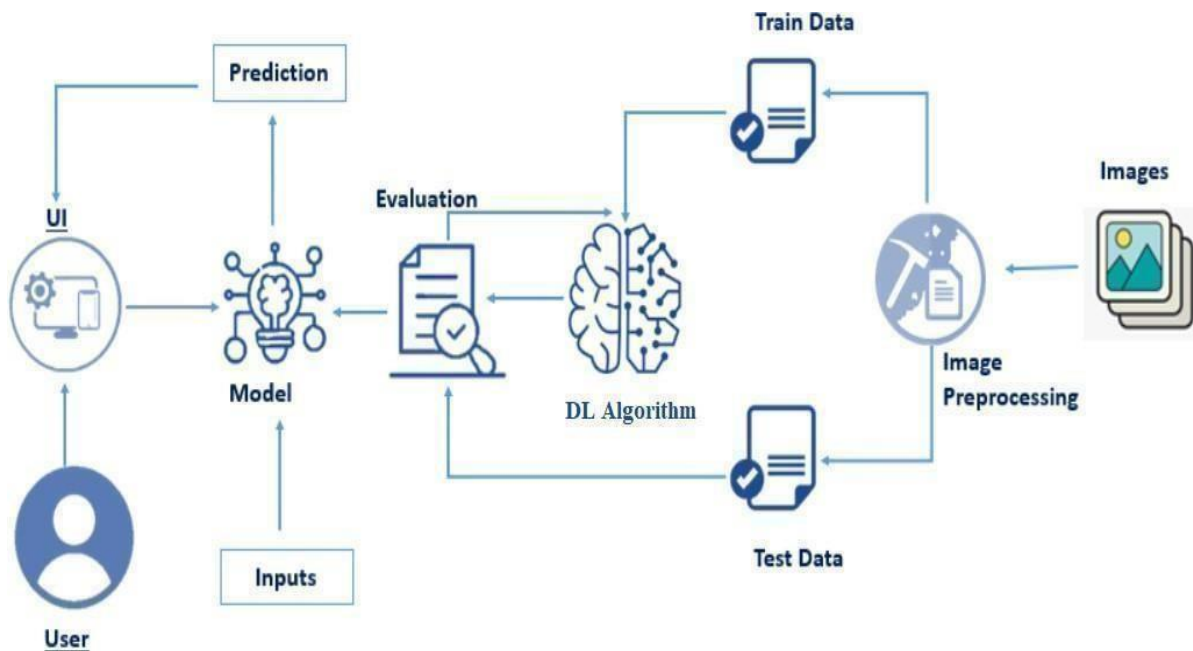 Train Data
Prediction
Images
Evaluation
UI
Image
Preprocessing
Model
DL Algorithm
Test Data
Inputs
User